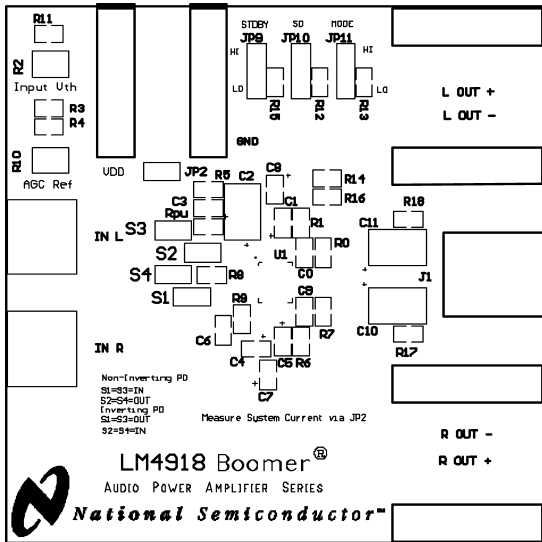 R11
R2
Input Vth
R3
R4
R10
AGC Ref
VDD
GND
STDBY
SD
MODE
JP9
JP10
JP11
HI
HI
LO
LO
R15
R12
R13
L OUT +
L OUT -
JP2
R5
C2
C9
R14
C3
R16
Rpu
C1
R1
R18
IN L
S3
C11
S2
U1
R0
S4
R8
C0
J1
S1
C8
R9
R7
C10
C6
IN R
C4
C5
R6
R17
C7
Non-Inverting PD
S1=S3=IN
S2=S4=OUT
Inverting PD
S1=S3=OUT
S2=S4=IN
Measure System Current via JP2
R OUT -
R OUT +
LM4918 Boomer®
AUDIO POWER AMPLIFIER SERIES
National Semiconductor™